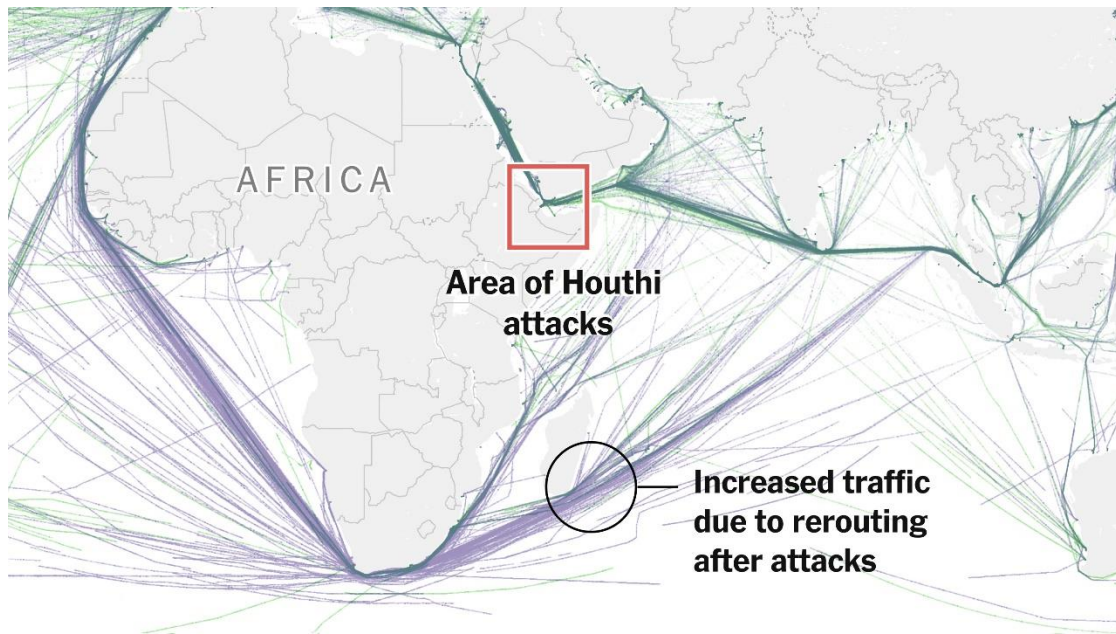 AFRICA
Area of Houthi
attacks
Increased traffic
due to rerouting
after attacks